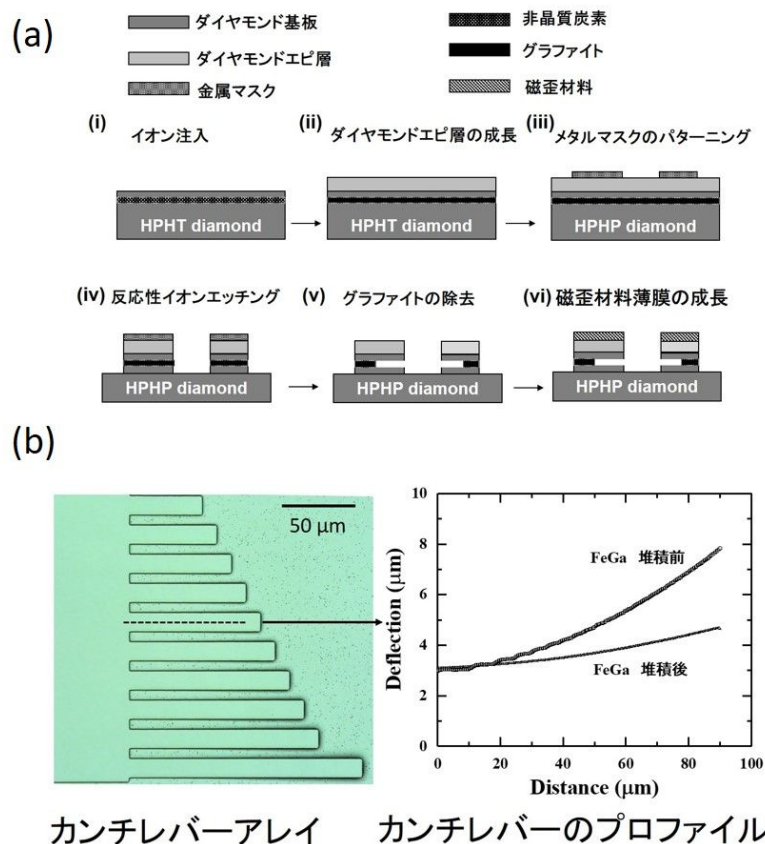 (a)
ダイヤモンド基板
非晶質炭素
ダイヤモンドエピ層
グラファイト
金属マスク
磁歪材料
(i) イオン注入
(ii) ダイヤモンドエピ層の成長
(iii) メタルマスクのパターニング
HPHT diamond
HPHT diamond
HPHP diamond
(iv) 反応性イオンエッチング
(v) グラファイトの除去
(vi) 磁歪材料薄膜の成長
HPHP diamond
HPHP diamond
HPHP diamond
(b)
50 μm
Deflection (μm)
10
8
6
4
2
0
FeGa 堆積前
FeGa 堆積後
0 20 40 60 80 100
Distance (μm)
カンチレバーアレイ
カンチレバーのプロファイル